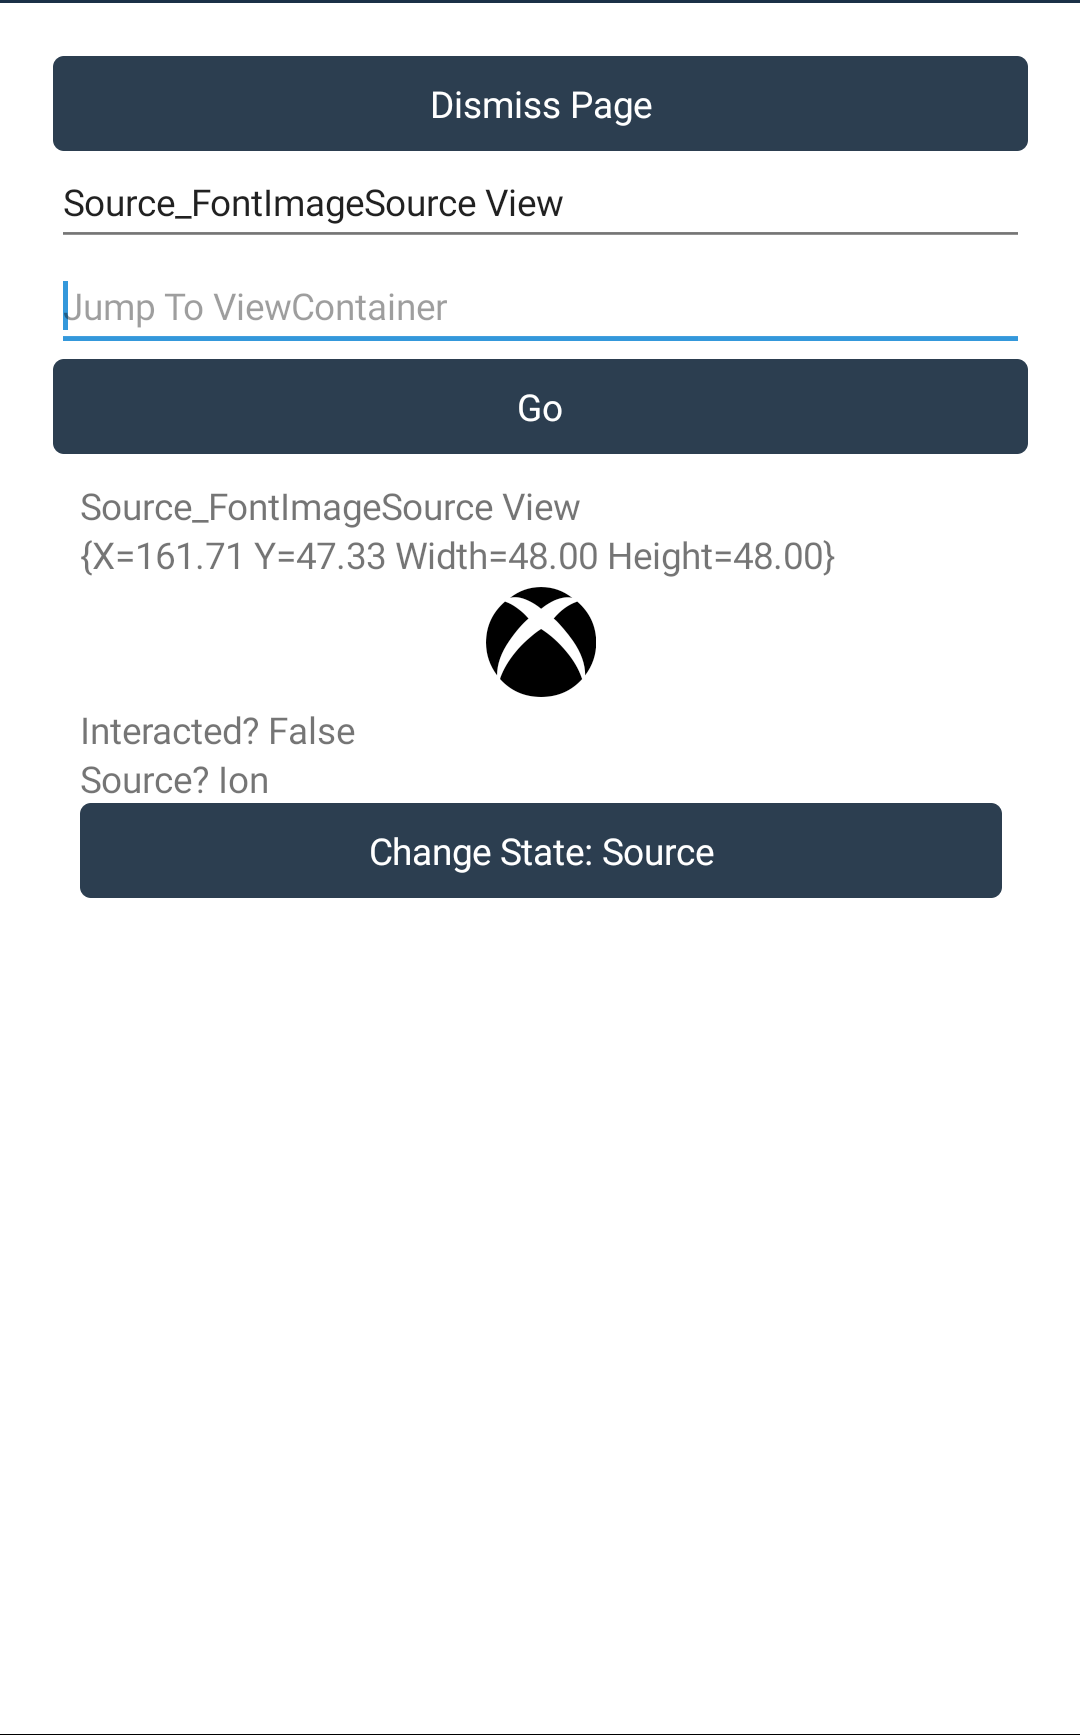 Dismiss Page
Source_FontImageSource View
Jump To ViewContainer
Go
Source_FontImageSource View
{X=161.71 Y=47.33 Width=48.00 Height=48.00}
Interacted? False
Source? Ion
Change State: Source